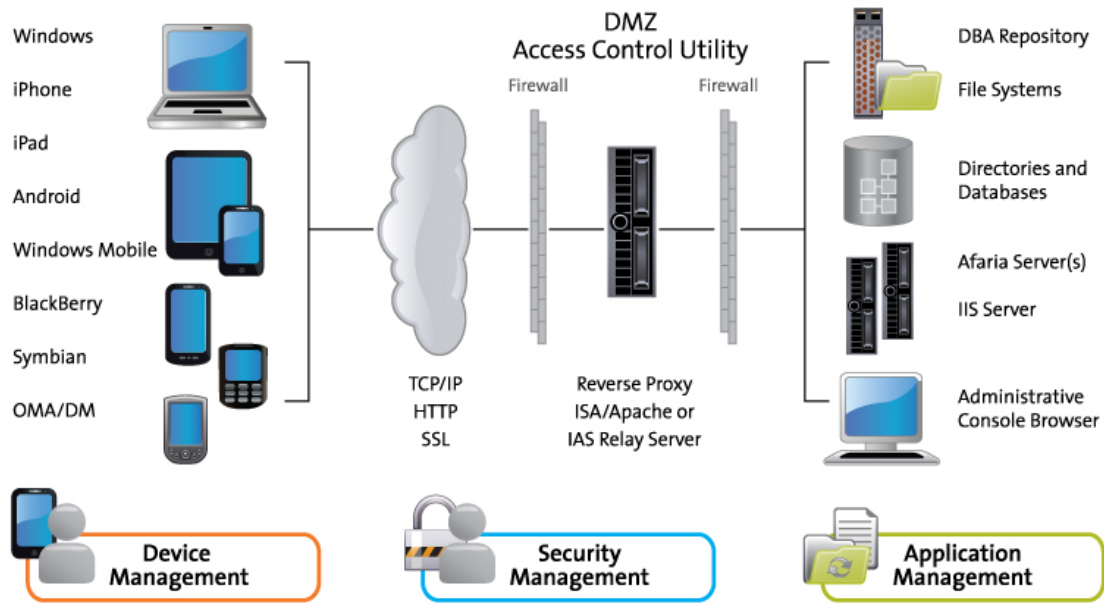 Windows
iPhone
iPad
Android
Windows Mobile
BlackBerry
Symbian
OMA/DM
DMZ
Access Control Utility
Firewall
Firewall
TCP/IP
HTTP
SSL
Reverse Proxy
ISA/Apache or
IAS Relay Server
DBA Repository
File Systems
Directories and
Databases
Afaria Server(s)
IIS Server
Administrative
Console Browser
Device
Management
Security
Management
Application
Management